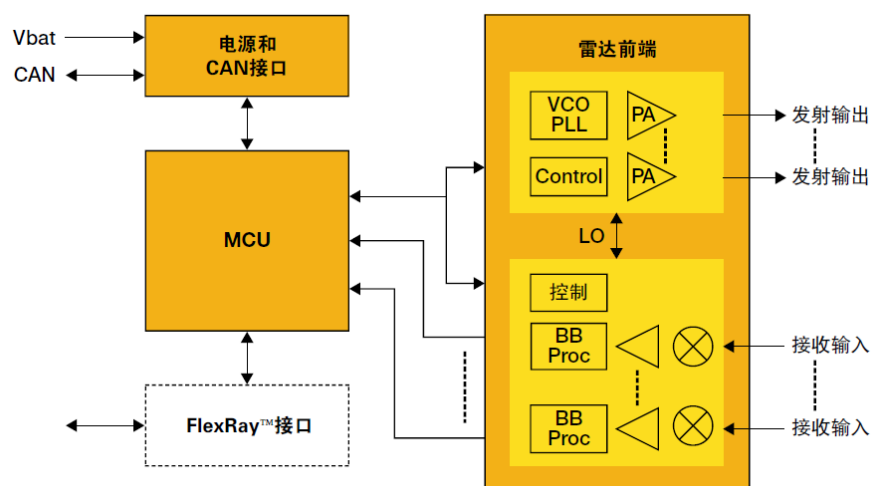 Vbat
CAN
电源和
CAN接口
MCU
FlexRay™接口
雷达前端
VCO
PLL
PA
Control
PA
发射输出
发射输出
LO
控制
BB
Proc
BB
Proc
接收输入
接收输入